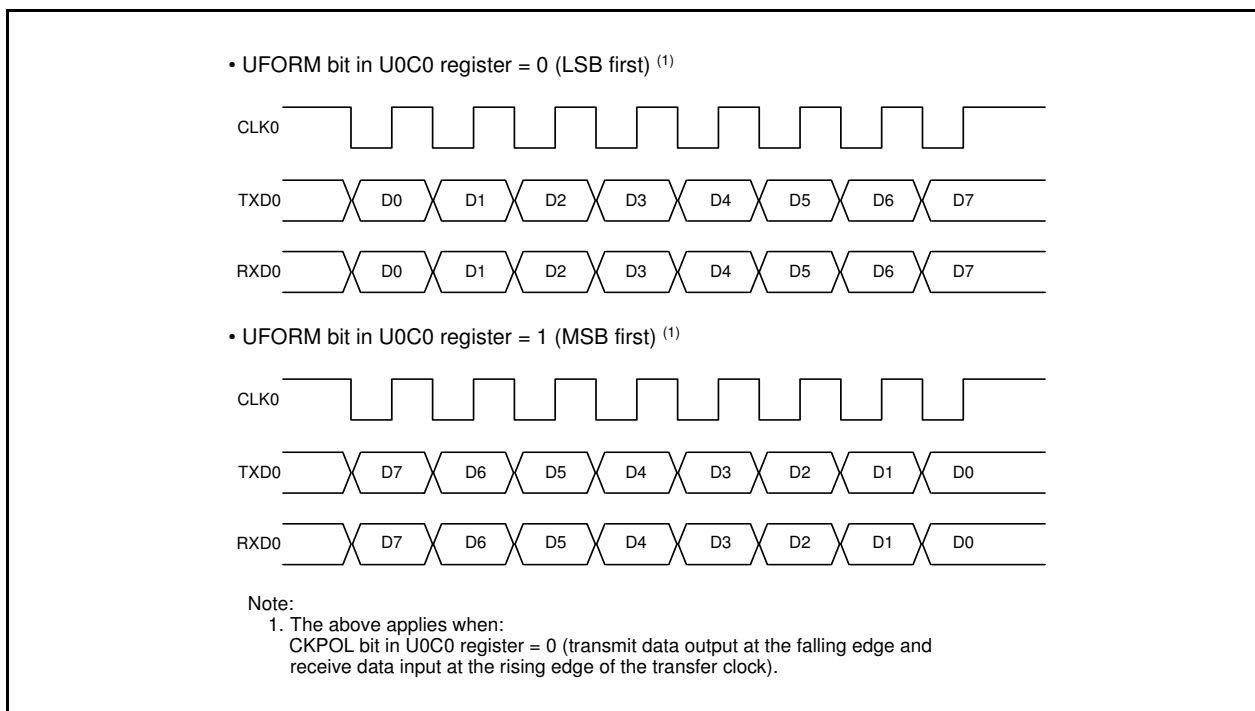 • UFORM bit in U0C0 register = 0 (LSB first) (1)
CLK0
TXD0 D0 D1 D2 D3 D4 D5 D6 D7
RXD0 D0 D1 D2 D3 D4 D5 D6 D7
• UFORM bit in U0C0 register = 1 (MSB first) (1)
CLK0
TXD0 D7 D6 D5 D4 D3 D2 D1 D0
RXD0 D7 D6 D5 D4 D3 D2 D1 D0
Note:
1. The above applies when:
CKPOL bit in U0C0 register = 0 (transmit data output at the falling edge and
receive data input at the rising edge of the transfer clock).